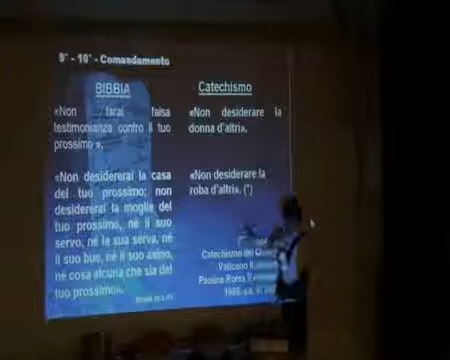 9° - 10° - Comandamento
BIBBIA
«Non farai falsa
testimonianza contro il tuo
prossimo ».
«Non desidererai la casa
del tuo prossimo; non
desidererai la moglie del
tuo prossimo, né il suo
servo, né la sua serva, né
il suo bue, né il suo asino,
né cosa alcuna che sia del
tuo prossimo».
Catechismo
«Non desiderare la
donna d'altri».
«Non desiderare la
roba d'altri». (*)
Catechismo del
Vaticano
Paoline Roma